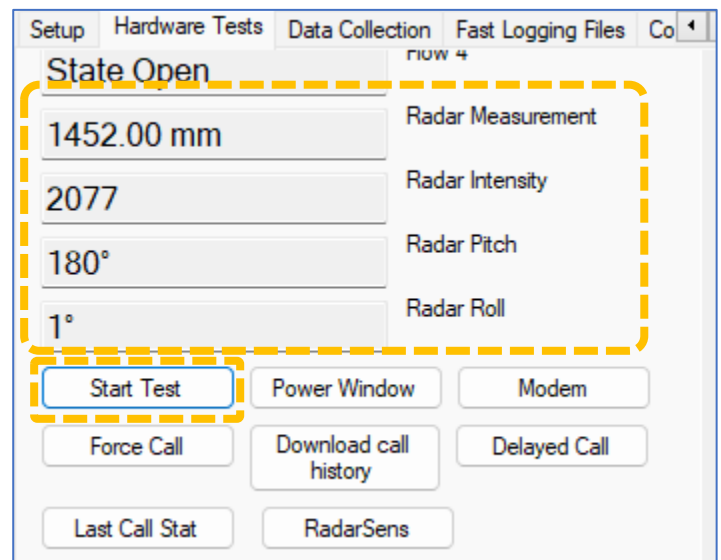 Setup Hardware Tests Data Collection Fast Logging Files Co
State Open Flow 4
1452.00 mm Radar Measurement
2077 Radar Intensity
180° Radar Pitch
1° Radar Roll
Start Test Power Window Modem
Force Call Download call history Delayed Call
Last Call Stat RadarSens